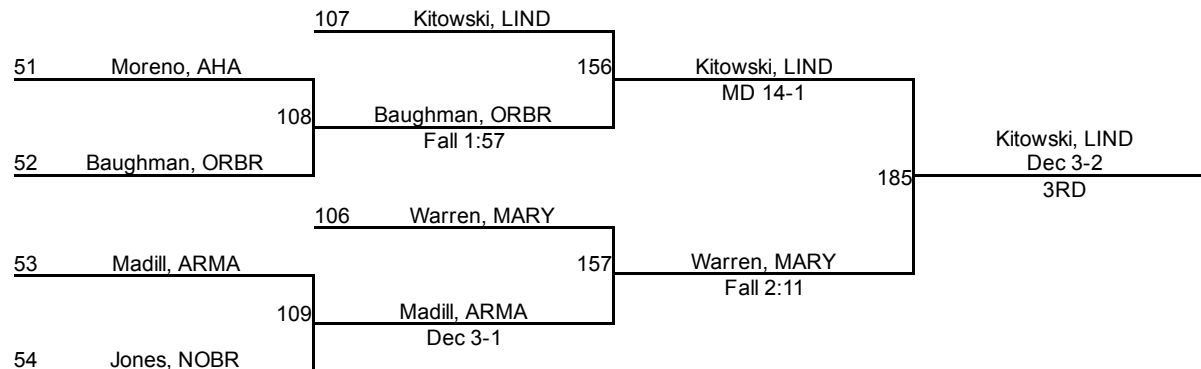 107 Kitowski, LIND
51 Moreno, AHA 156 Kitowski, LIND
MD 14-1
108 Baughman, ORBR
Fall 1:57
Kitowski, LIND
52 Baughman, ORBR Dec 3-2
185
3RD
106 Warren, MARY
53 Madill, ARMA 157 Warren, MARY
Fall 2:11
109 Madill, ARMA
Dec 3-1
54 Jones, NOBR